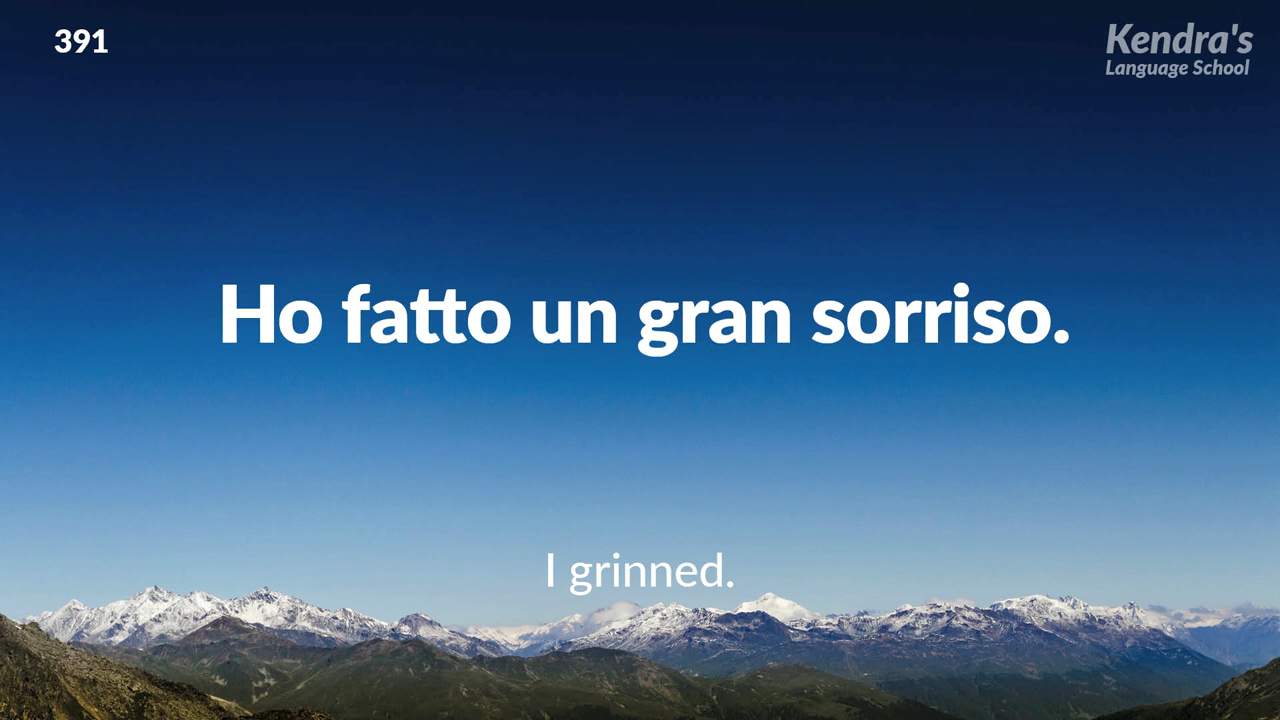 391
Kendra's
Language School
Ho fatto un gran sorriso.
I grinned.